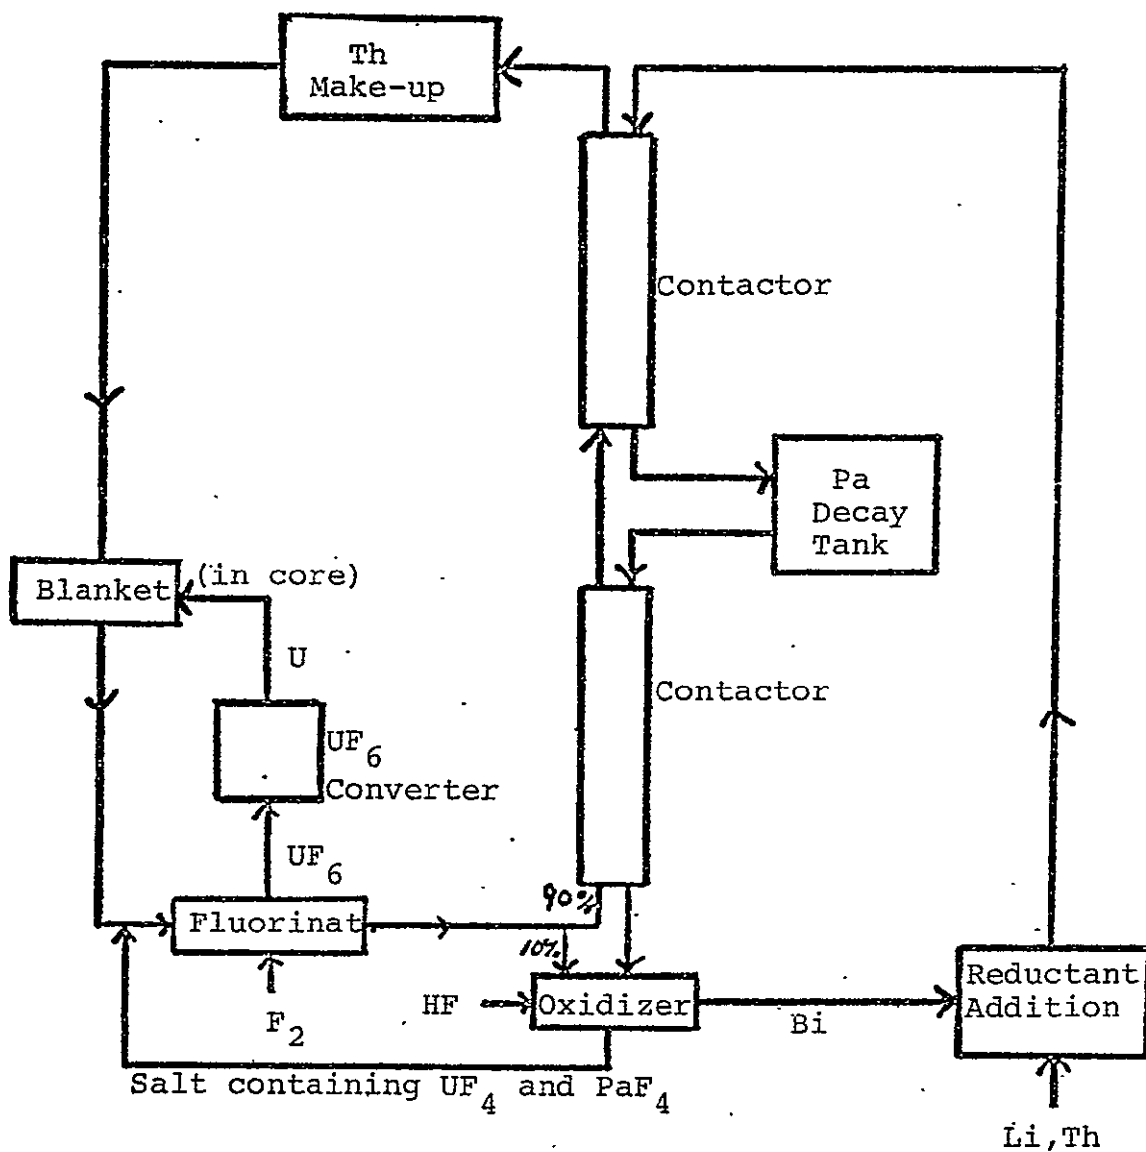 Th
Make-up
Contactor
Pa
Decay
Tank
Blanket
(in core)
U
Contactor
UF6
Converter
UF6
90%
Fluorinat
10%
Reductant
Addition
HF
Oxidizer
Bi
F2
Salt containing UF4 and PaF4
Li,Th